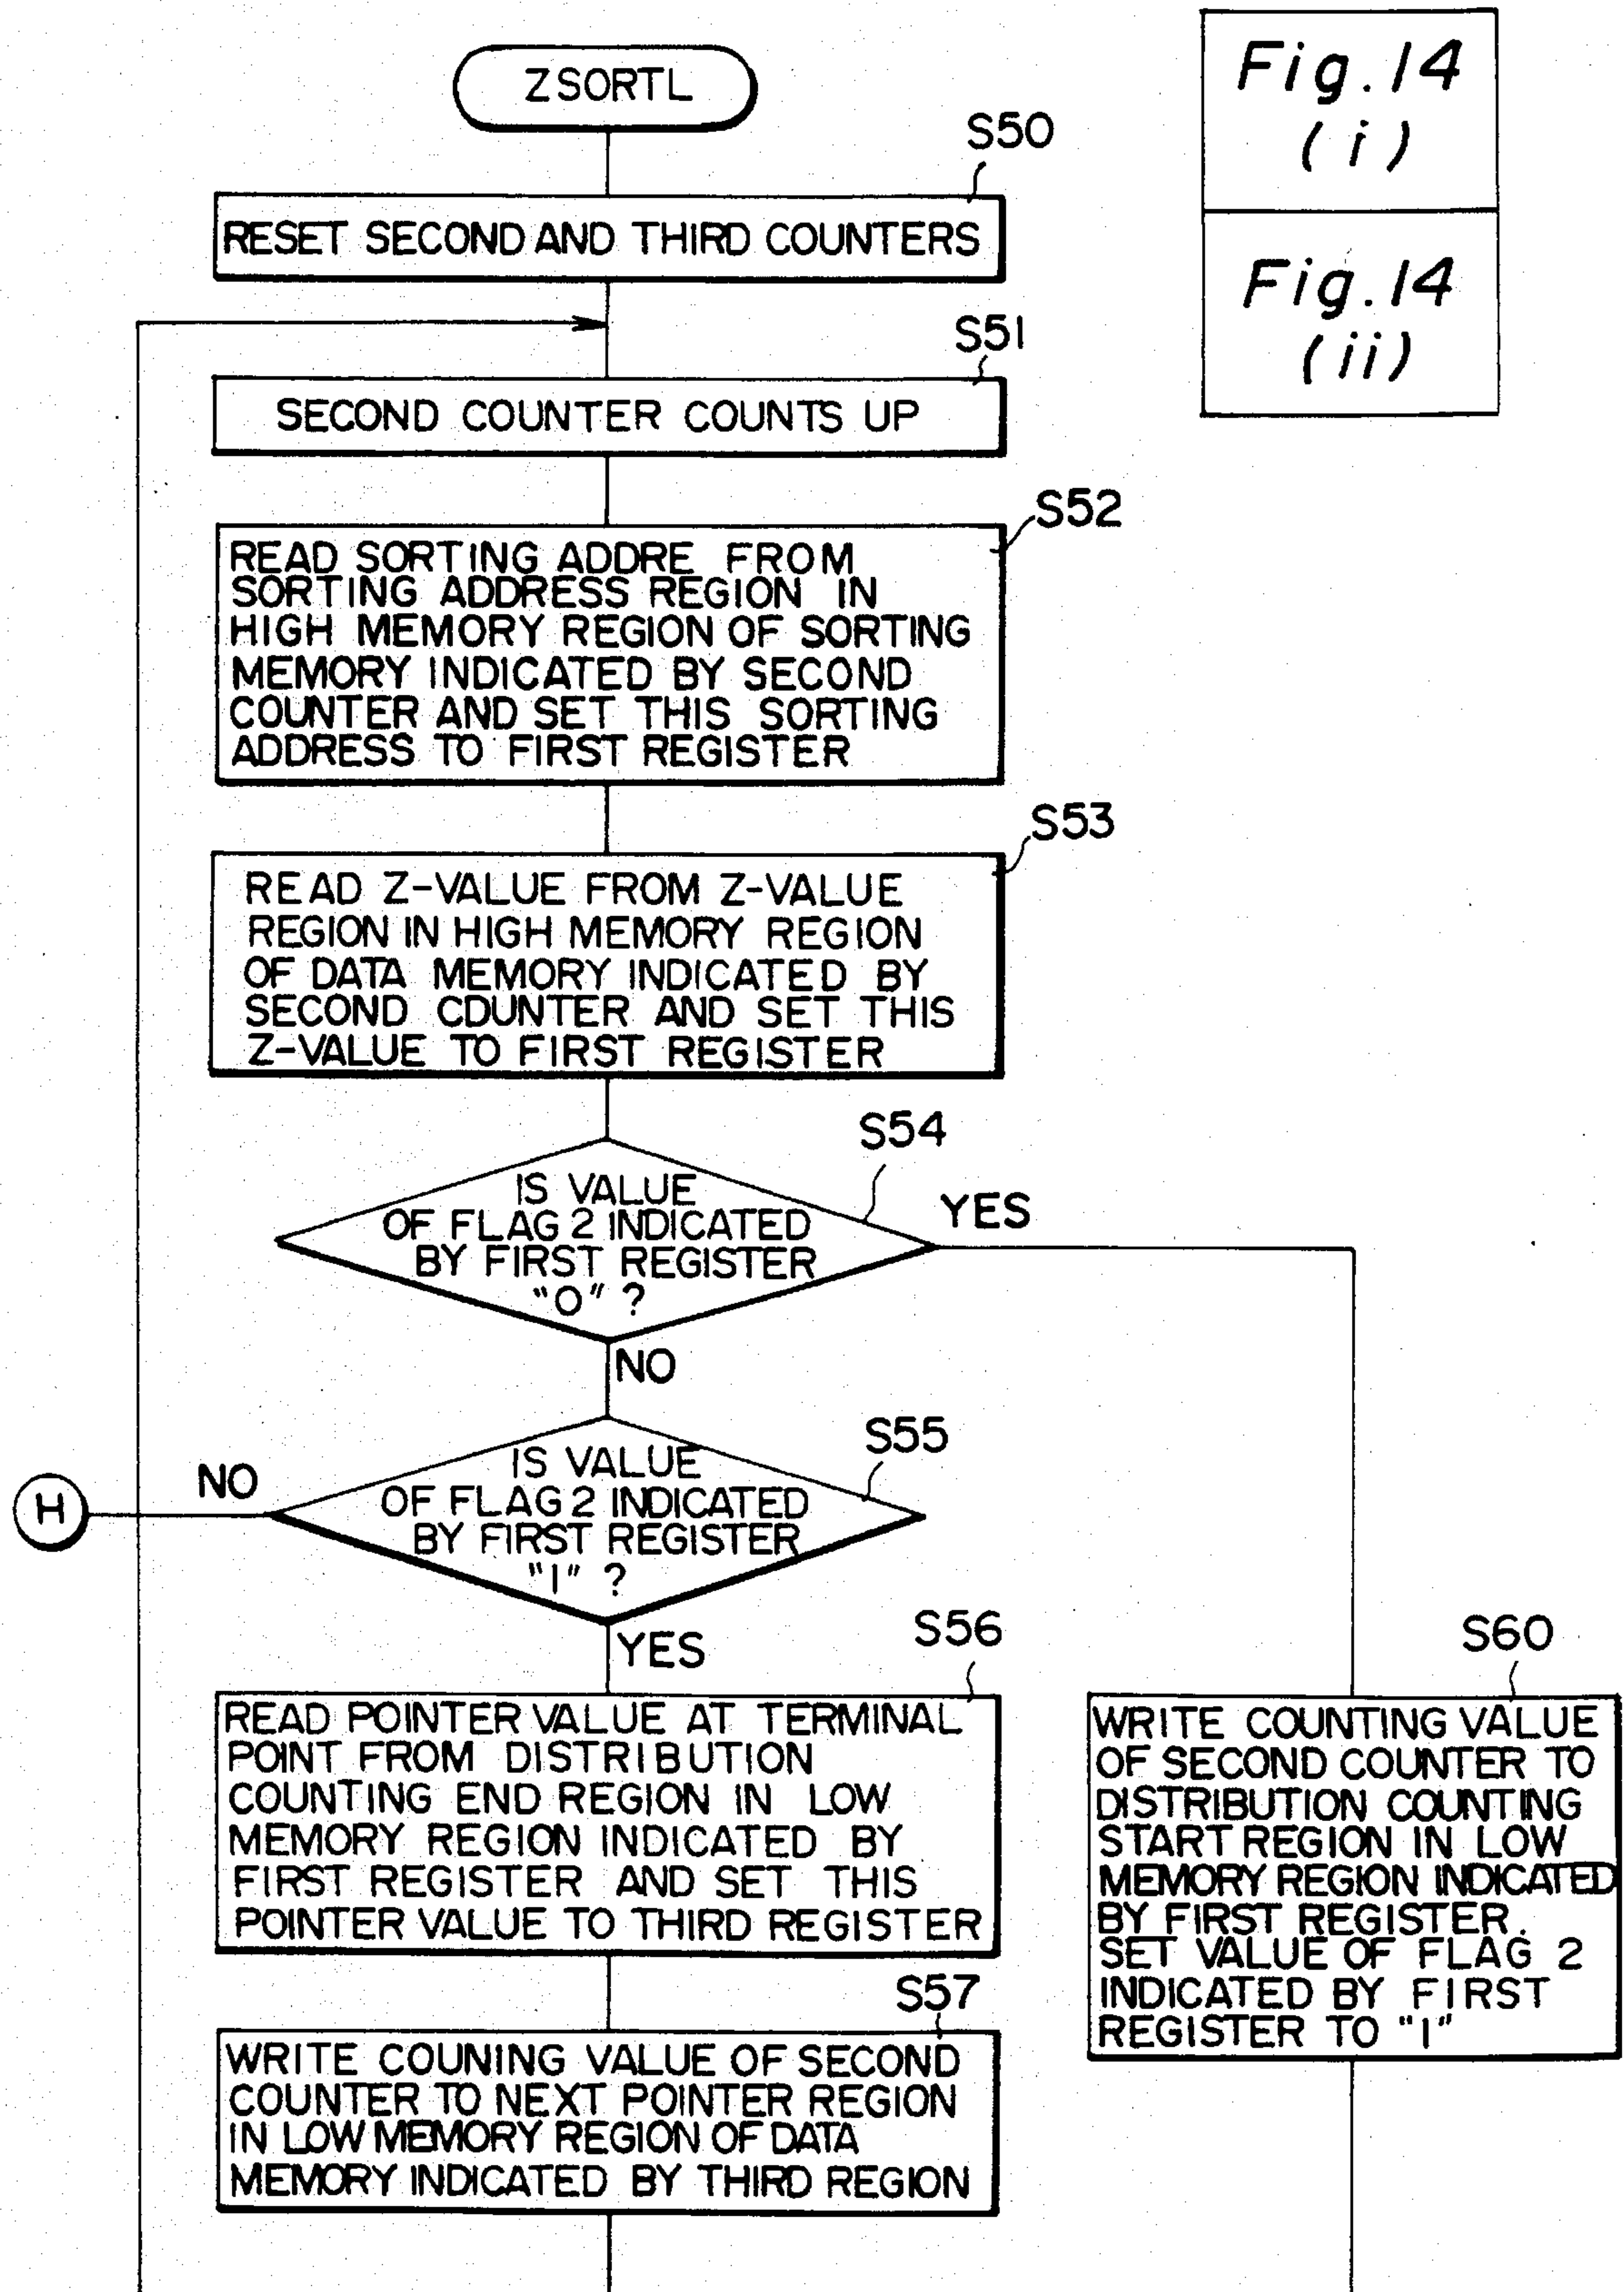 ZSORTL
Fig.14
(i)
Fig.14
(ii)
S50
RESET SECOND AND THIRD COUNTERS
S51
SECOND COUNTER COUNTS UP
S52
READ SORTING ADDRE FROM
SORTING ADDRESS REGION IN
HIGH MEMORY REGION OF SORTING
MEMORY INDICATED BY SECOND
COUNTER AND SET THIS SORTING
ADDRESS TO FIRST REGISTER
S53
READ Z-VALUE FROM Z-VALUE
REGION IN HIGH MEMORY REGION
OF DATA MEMORY INDICATED BY
SECOND CDUNTER AND SET THIS
Z-VALUE TO FIRST REGISTER
S54
IS VALUE
OF FLAG 2 INDICATED
BY FIRST REGISTER
"0" ?
YES
NO
S55
IS VALUE
OF FLAG 2 INDICATED
BY FIRST REGISTER
"1" ?
NO
H
YES
S56
READ POINTER VALUE AT TERMINAL
POINT FROM DISTRIBUTION
COUNTING END REGION IN LOW
MEMORY REGION INDICATED BY
FIRST REGISTER AND SET THIS
POINTER VALUE TO THIRD REGISTER
S60
WRITE COUNTING VALUE
OF SECOND COUNTER TO
DISTRIBUTION COUNTING
START REGION IN LOW
MEMORY REGION INDICATED
BY FIRST REGISTER.
SET VALUE OF FLAG 2
INDICATED BY FIRST
REGISTER TO "1"
S57
WRITE COUNING VALUE OF SECOND
COUNTER TO NEXT POINTER REGION
IN LOW MEMORY REGION OF DATA
MEMORY INDICATED BY THIRD REGION